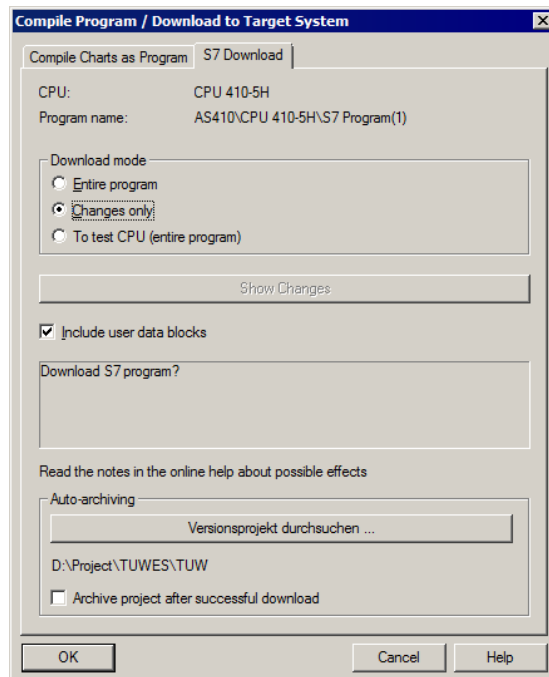 Compile Program / Download to Target System
Compile Charts as Program
S7 Download
CPU: CPU 410-5H
Program name: AS410\CPU 410-5H\S7 Program(1)
Download mode
Entire program
Changes only
To test CPU (entire program)
Show Changes
Include user data blocks
Download S7 program?
Read the notes in the online help about possible effects
Auto-archiving
Versionsprojekt durchsuchen ...
D:\Project\TUWES\TUW
Archive project after successful download
OK Cancel Help